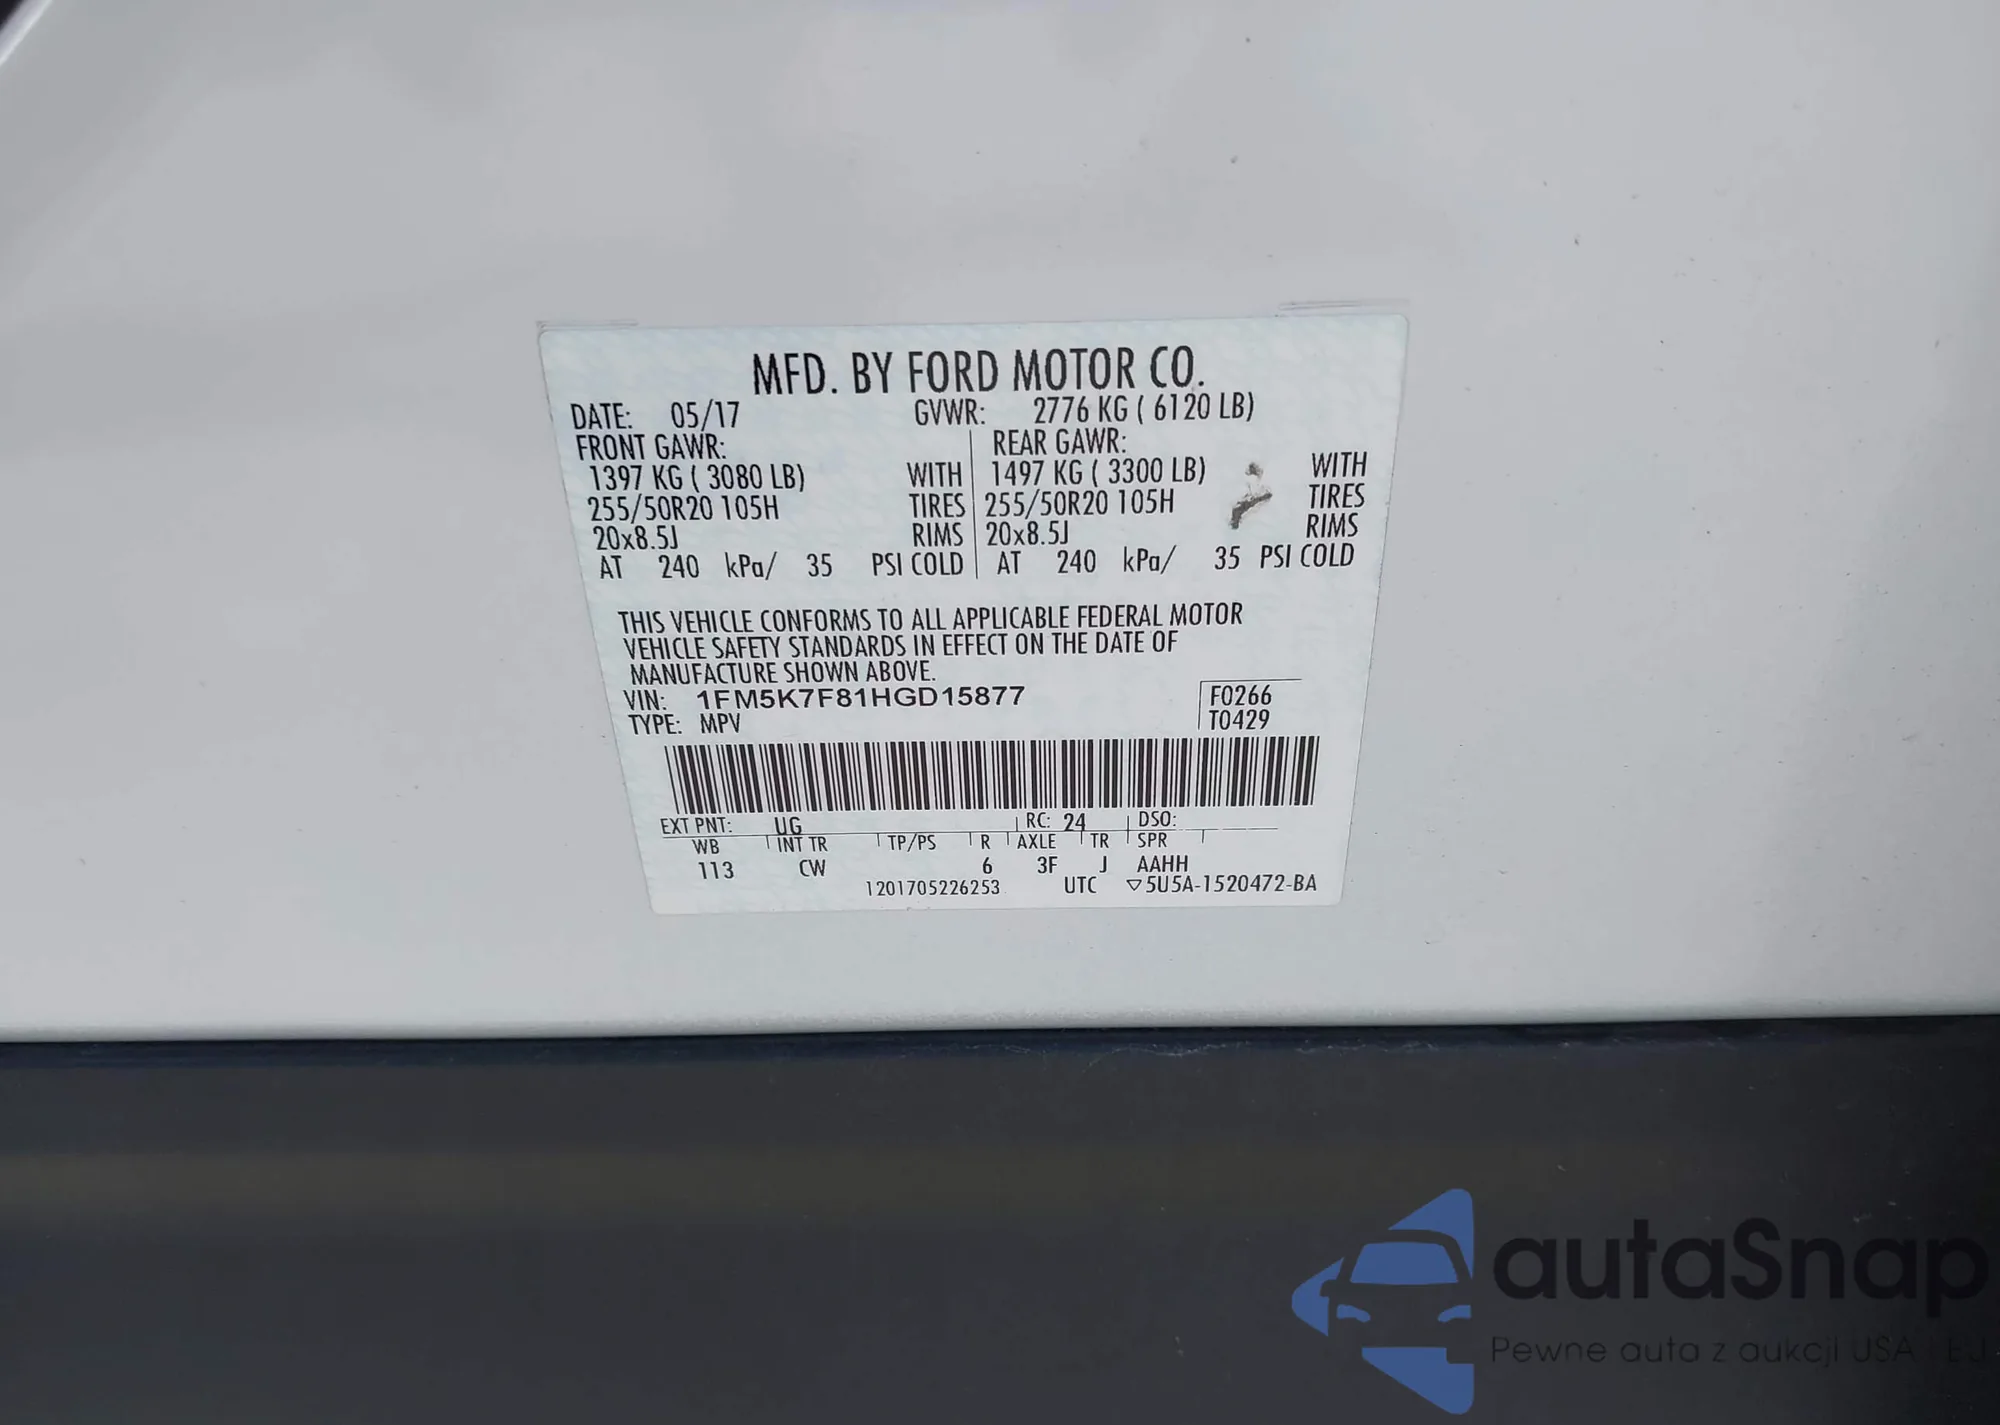 MFD. BY FORD MOTOR CO.
DATE: 05/17 GVWR: 2776 KG ( 6120 LB)
FRONT GAWR: REAR GAWR:
1397 KG ( 3080 LB) WITH 1497 KG ( 3300 LB) WITH
255/50R20 105H TIRES 255/50R20 105H TIRES
20x8.5J RIMS 20x8.5J RIMS
AT 240 kPa/ 35 PSI COLD AT 240 kPa/ 35 PSI COLD
THIS VEHICLE CONFORMS TO ALL APPLICABLE FEDERAL MOTOR
VEHICLE SAFETY STANDARDS IN EFFECT ON THE DATE OF
MANUFACTURE SHOWN ABOVE.
VIN: 1FM5K7F81HGD15877 F0266
TYPE: MPV T0429
EXT PNT: UG RC: 24 DSO:
WB INT TR TP/PS R AXLE TR SPR
113 CW 6 3F J AAHH
1201705226253 UTC ▽5U5A-1520472-BA
autaSnap
Pewne auta z aukcji USA i EU